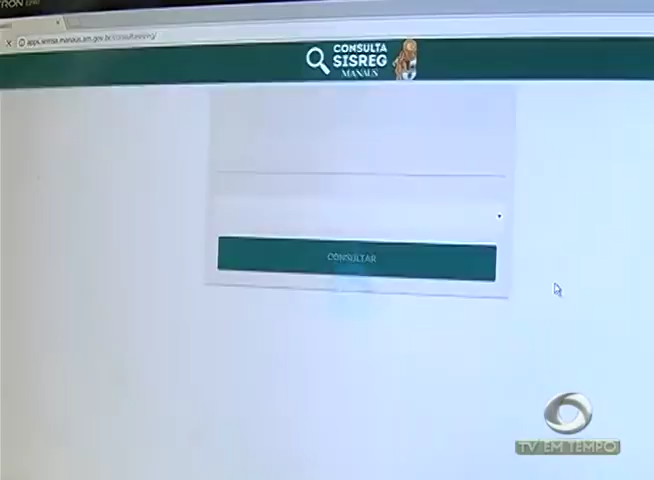 apps.semsa.manaus.am.gov.br/consultasisreg/
CONSULTA
SISREG
MANAUS
CONSULTAR
TV EM TEMPO